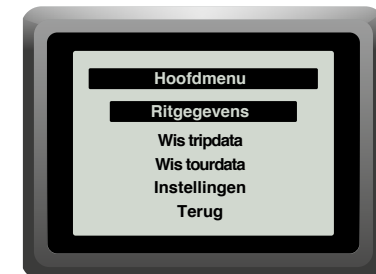 Hoofdmenu
Ritgegevens
Wis tripdata
Wis tourdata
Instellingen
Terug